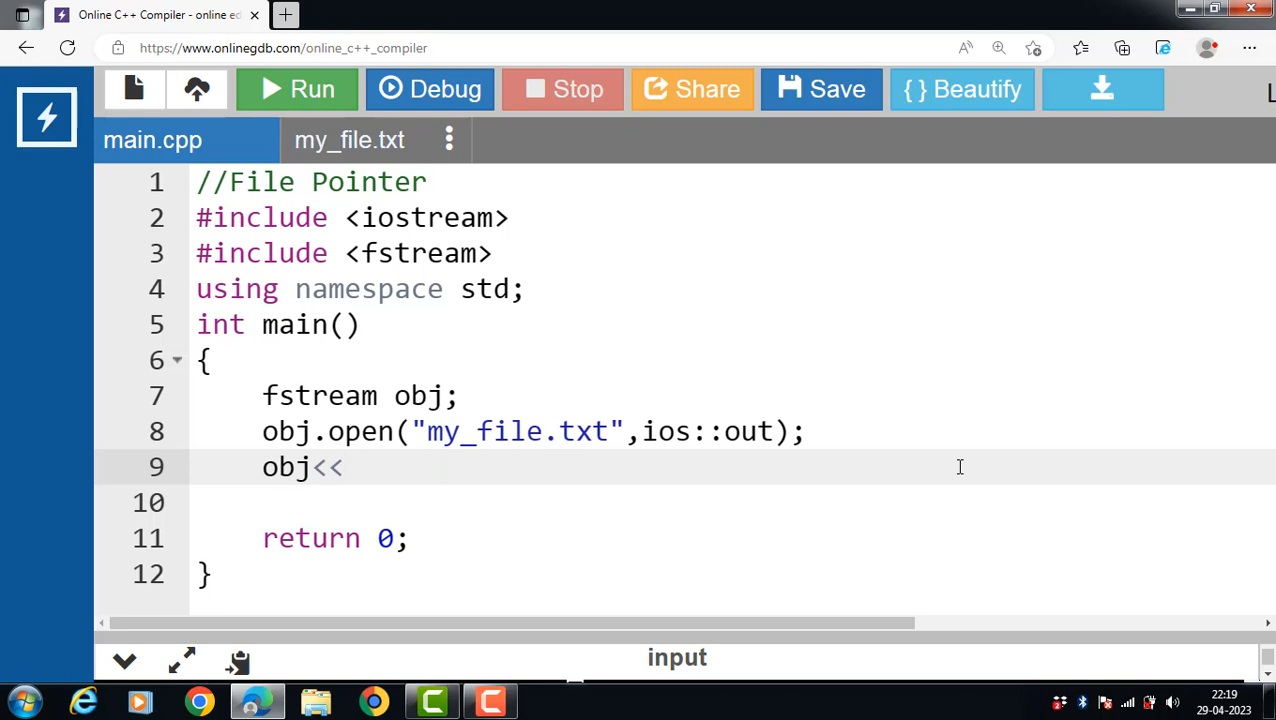 Online C++ Compiler - online ed
https://www.onlinegdb.com/online_c++_compiler
Run Debug Stop Share Save { } Beautify
main.cpp my_file.txt
1 //File Pointer
2 #include <iostream>
3 #include <fstream>
4 using namespace std;
5 int main()
6 {
7 fstream obj;
8 obj.open("my_file.txt",ios::out);
9 obj<<
10
11 return 0;
12 }
input
22:19
29-04-2023